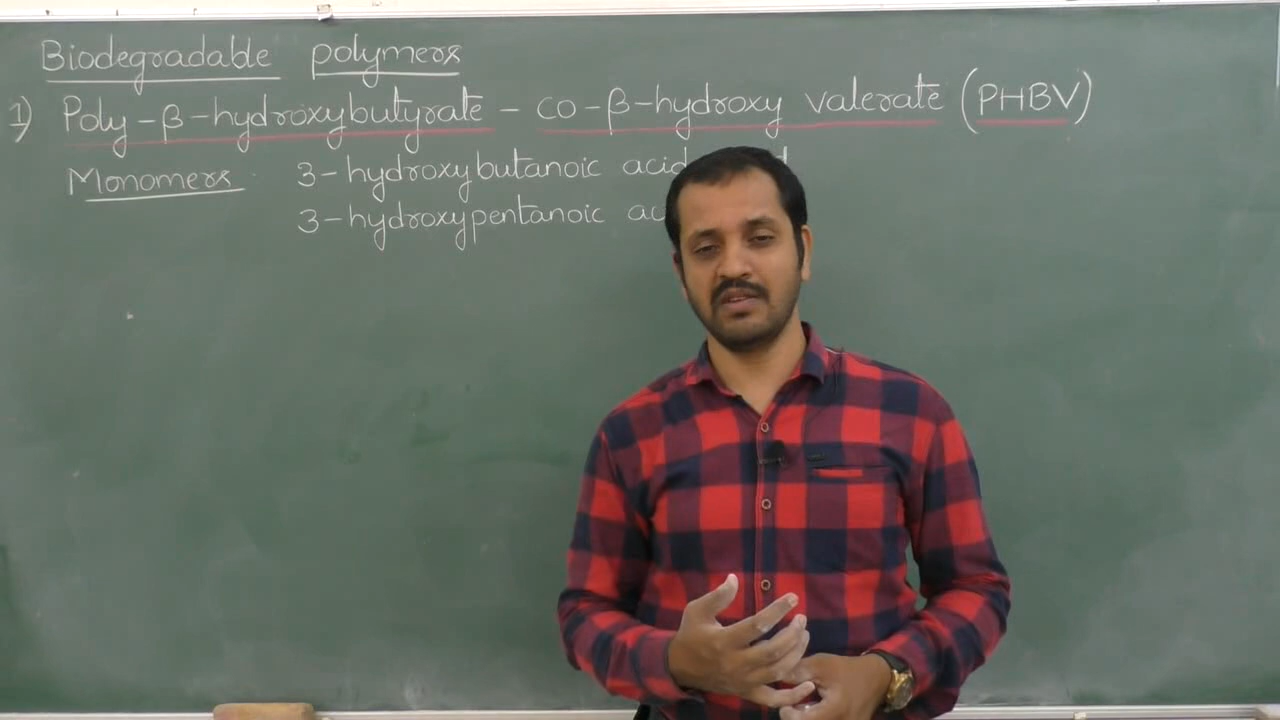 Biodegradable polymers
1) Poly-β-hydroxybutyrate - co-β-hydroxy valerate (PHBV)
Monomers 3-hydroxybutanoic acid
3-hydroxypentanoic